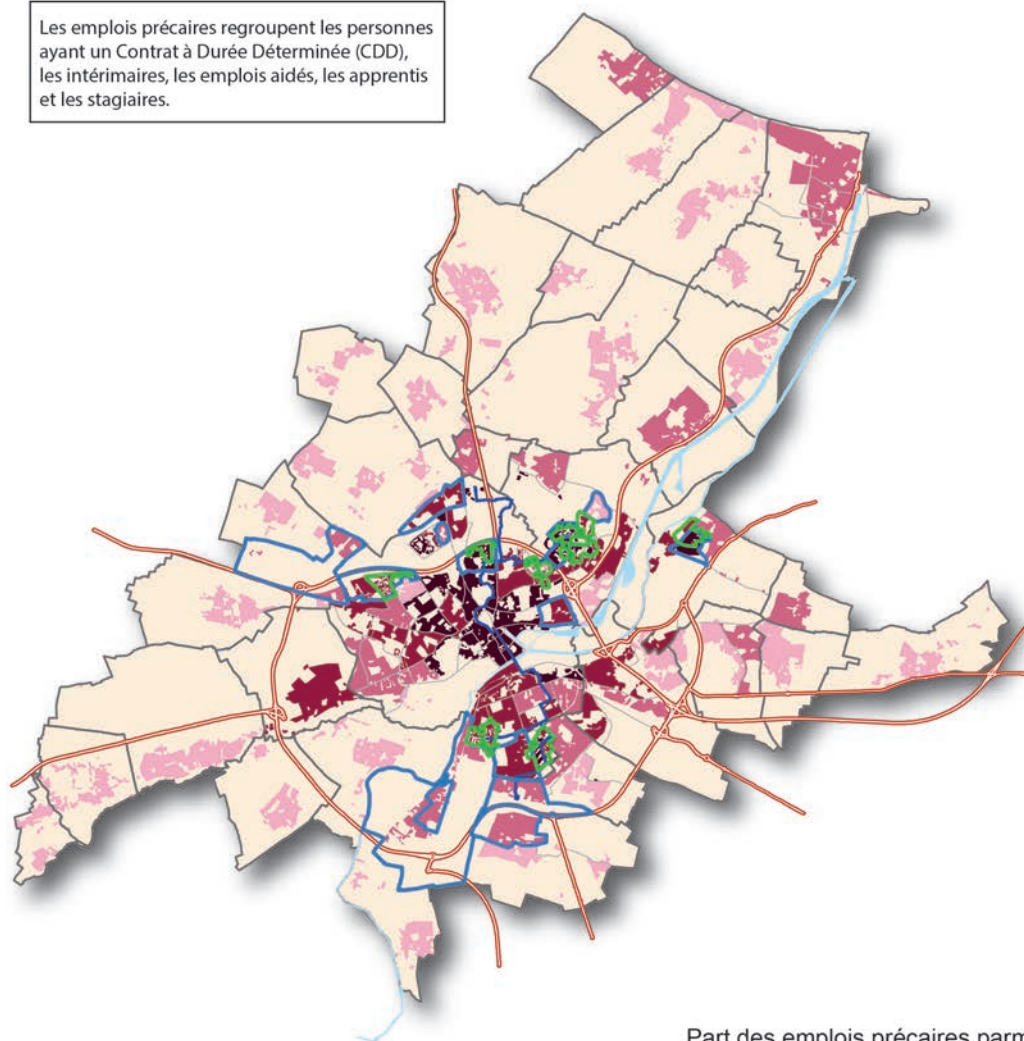 Les emplois précaires regroupent les personnes
ayant un Contrat à Durée Déterminée (CDD),
les intérimaires, les emplois aidés, les apprentis
et les stagiaires.
Part des emplois précaires parm